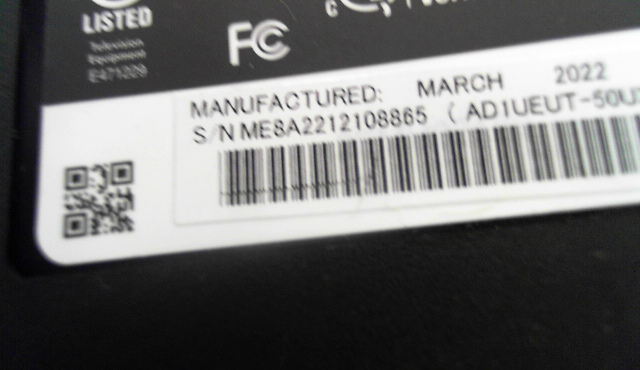 LISTED
Television
Equipment
E471209
FC
MANUFACTURED: MARCH 2022
S/N ME8A2212108865 ( AD1UEUT-50U